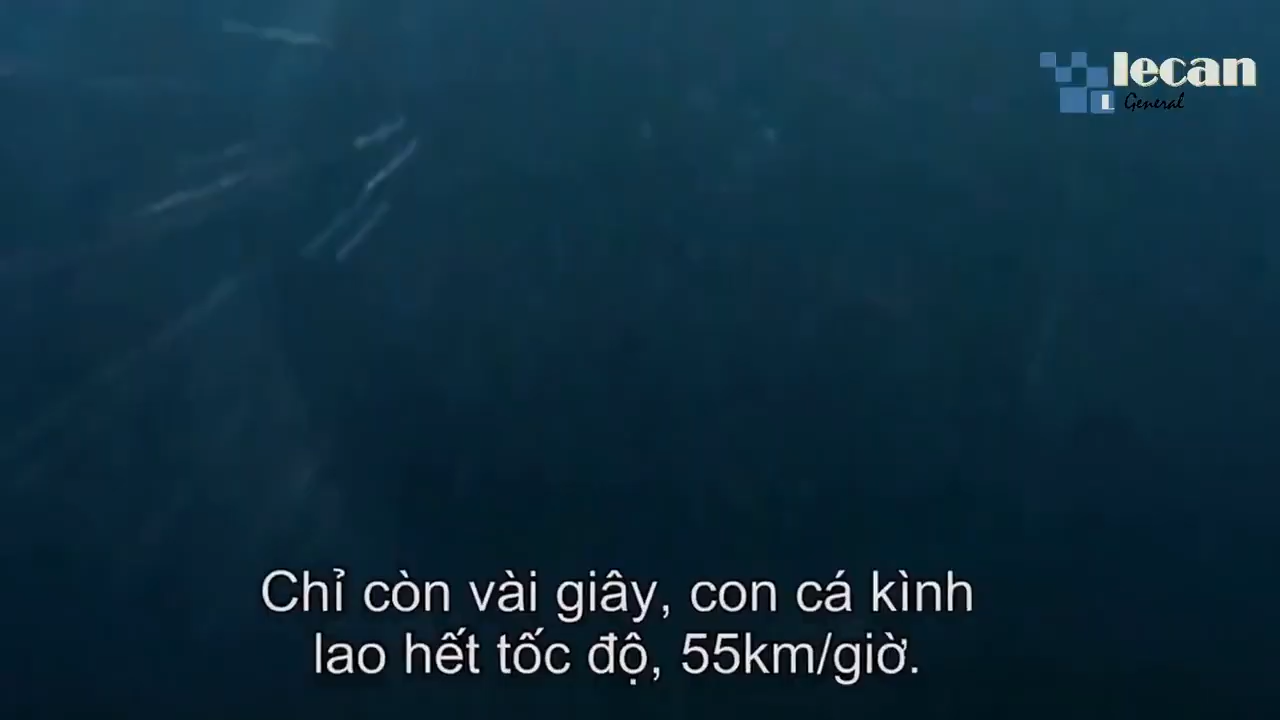 lecan
L General
Chỉ còn vài giây, con cá kình
lao hết tốc độ, 55km/giờ.